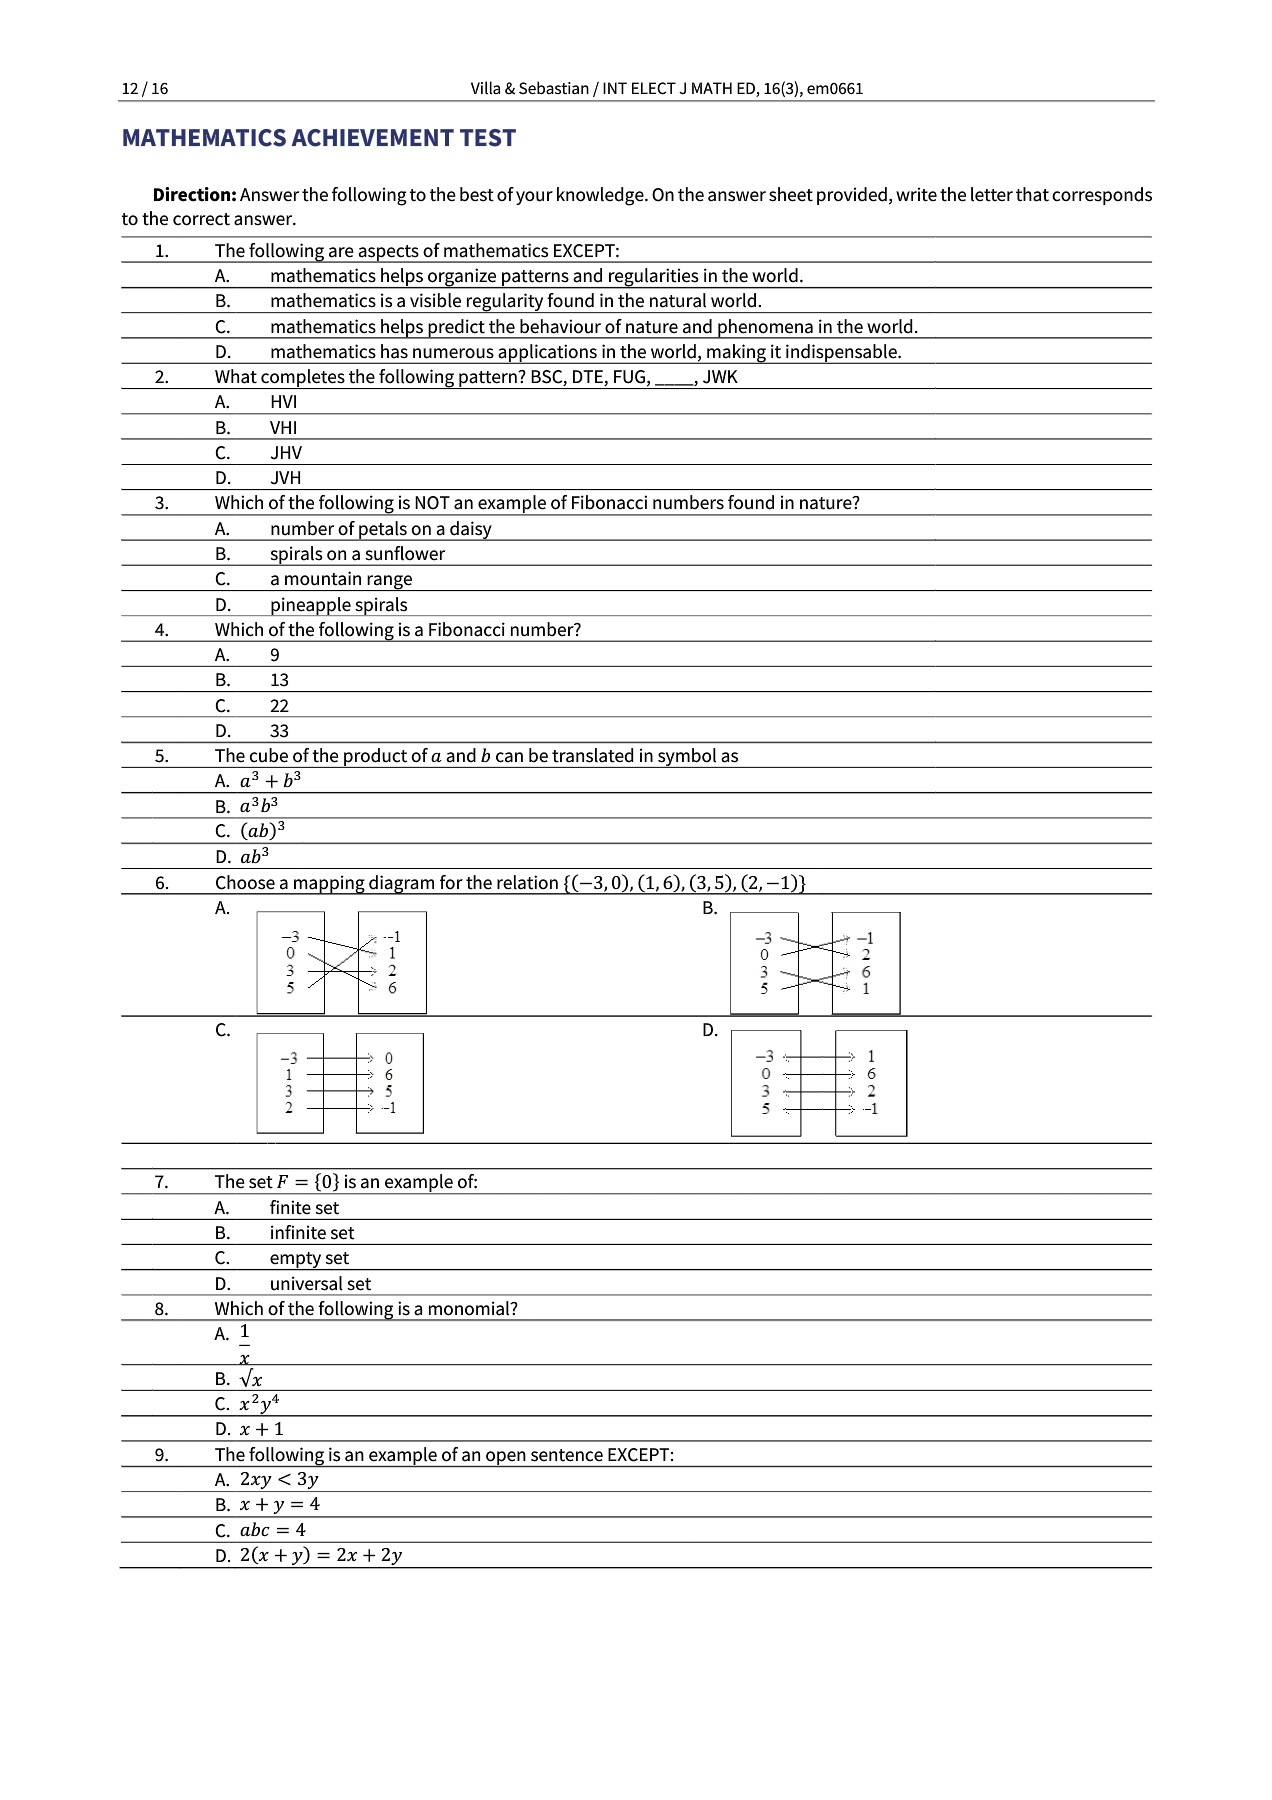 12 / 16 Villa & Sebastian / INT ELECT J MATH ED, 16(3), em0661
MATHEMATICS ACHIEVEMENT TEST
Direction: Answer the following to the best of your knowledge. On the answer sheet provided, write the letter that corresponds
to the correct answer.
1. The following are aspects of mathematics EXCEPT:
A. mathematics helps organize patterns and regularities in the world.
B. mathematics is a visible regularity found in the natural world.
C. mathematics helps predict the behaviour of nature and phenomena in the world.
D. mathematics has numerous applications in the world, making it indispensable.
2. What completes the following pattern? BSC, DTE, FUG, ____, JWK
A. HVI
B. VHI
C. JHV
D. JVH
3. Which of the following is NOT an example of Fibonacci numbers found in nature?
A. number of petals on a daisy
B. spirals on a sunflower
C. a mountain range
D. pineapple spirals
4. Which of the following is a Fibonacci number?
A. 9
B. 13
C. 22
D. 33
5. The cube of the product of a and b can be translated in symbol as
A. a³ + b³
B. a³b³
C. (ab)³
D. ab³
6. Choose a mapping diagram for the relation {(−3, 0), (1, 6), (3, 5), (2, −1)}
A. B.
−3 −1 −3 −1
0 1 0 2
3 2 3 6
5 6 5 1
C. D.
−3 0 −3 1
1 6 0 6
3 5 3 2
2 −1 5 −1
7. The set F = {0} is an example of:
A. finite set
B. infinite set
C. empty set
D. universal set
8. Which of the following is a monomial?
A. 1
x
B. √x
C. x²y⁴
D. x + 1
9. The following is an example of an open sentence EXCEPT:
A. 2xy < 3y
B. x + y = 4
C. abc = 4
D. 2(x + y) = 2x + 2y